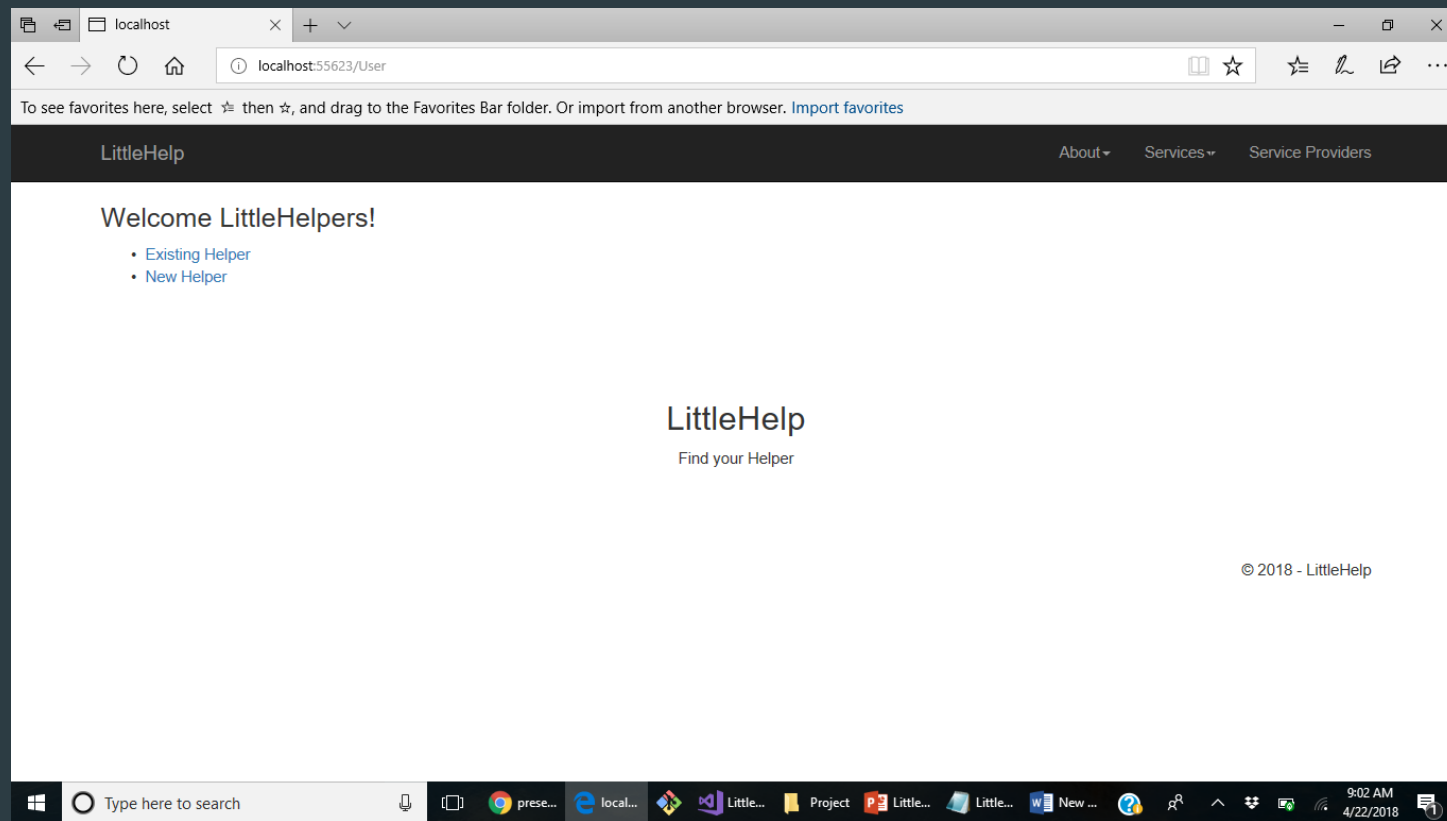 localhost
localhost:55623/User
To see favorites here, select then, and drag to the Favorites Bar folder. Or import from another browser. Import favorites
LittleHelp About Services Service Providers
Welcome LittleHelpers!
• Existing Helper
• New Helper
LittleHelp
Find your Helper
© 2018 - LittleHelp
Type here to search prese... local... Little... Project Little... Little... New ... 9:02 AM
4/22/2018
1